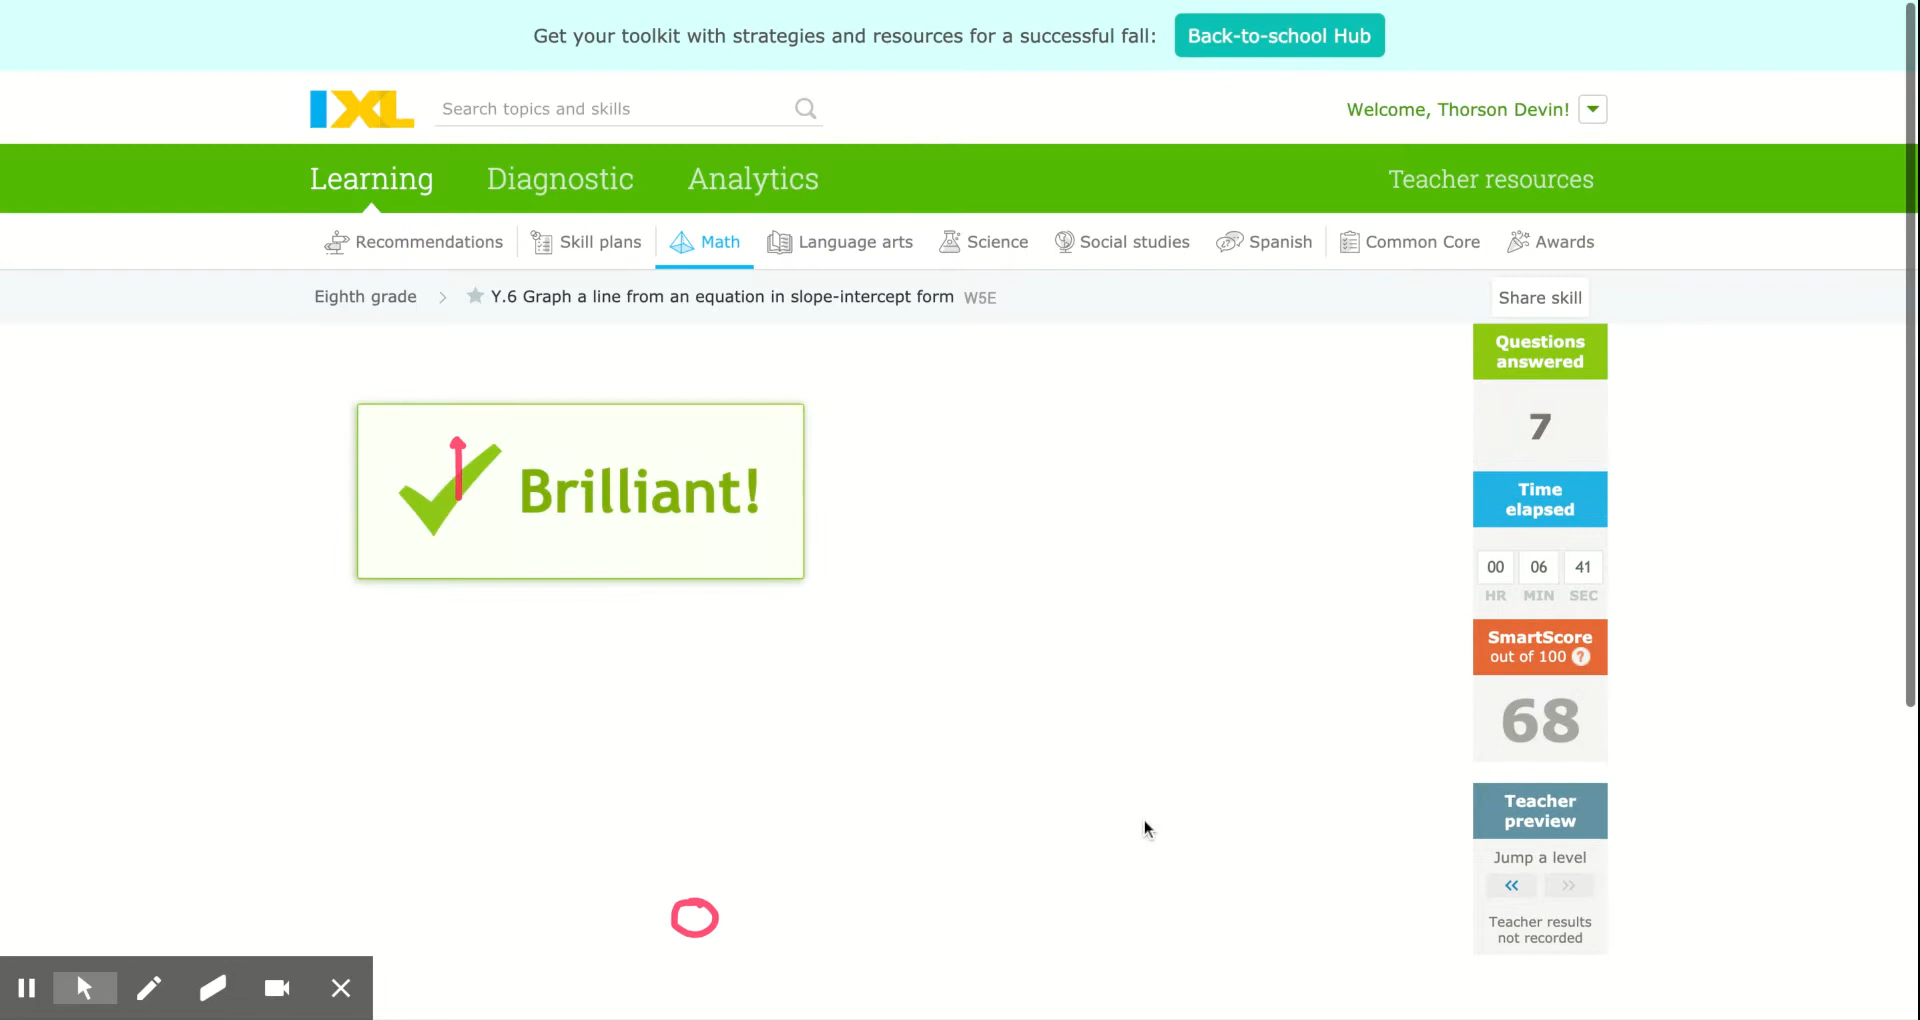 Get your toolkit with strategies and resources for a successful fall: Back-to-school Hub
IXL Search topics and skills Welcome, Thorson Devin!
Learning Diagnostic Analytics Teacher resources
Recommendations Skill plans Math Language arts Science Social studies Spanish Common Core Awards
Eighth grade > Y.6 Graph a line from an equation in slope-intercept form W5E Share skill
Questions
answered
7
Brilliant!
Time
elapsed
00 06 41
HR MIN SEC
SmartScore
out of 100 ?
68
Teacher
preview
Jump a level
« »
Teacher results
not recorded